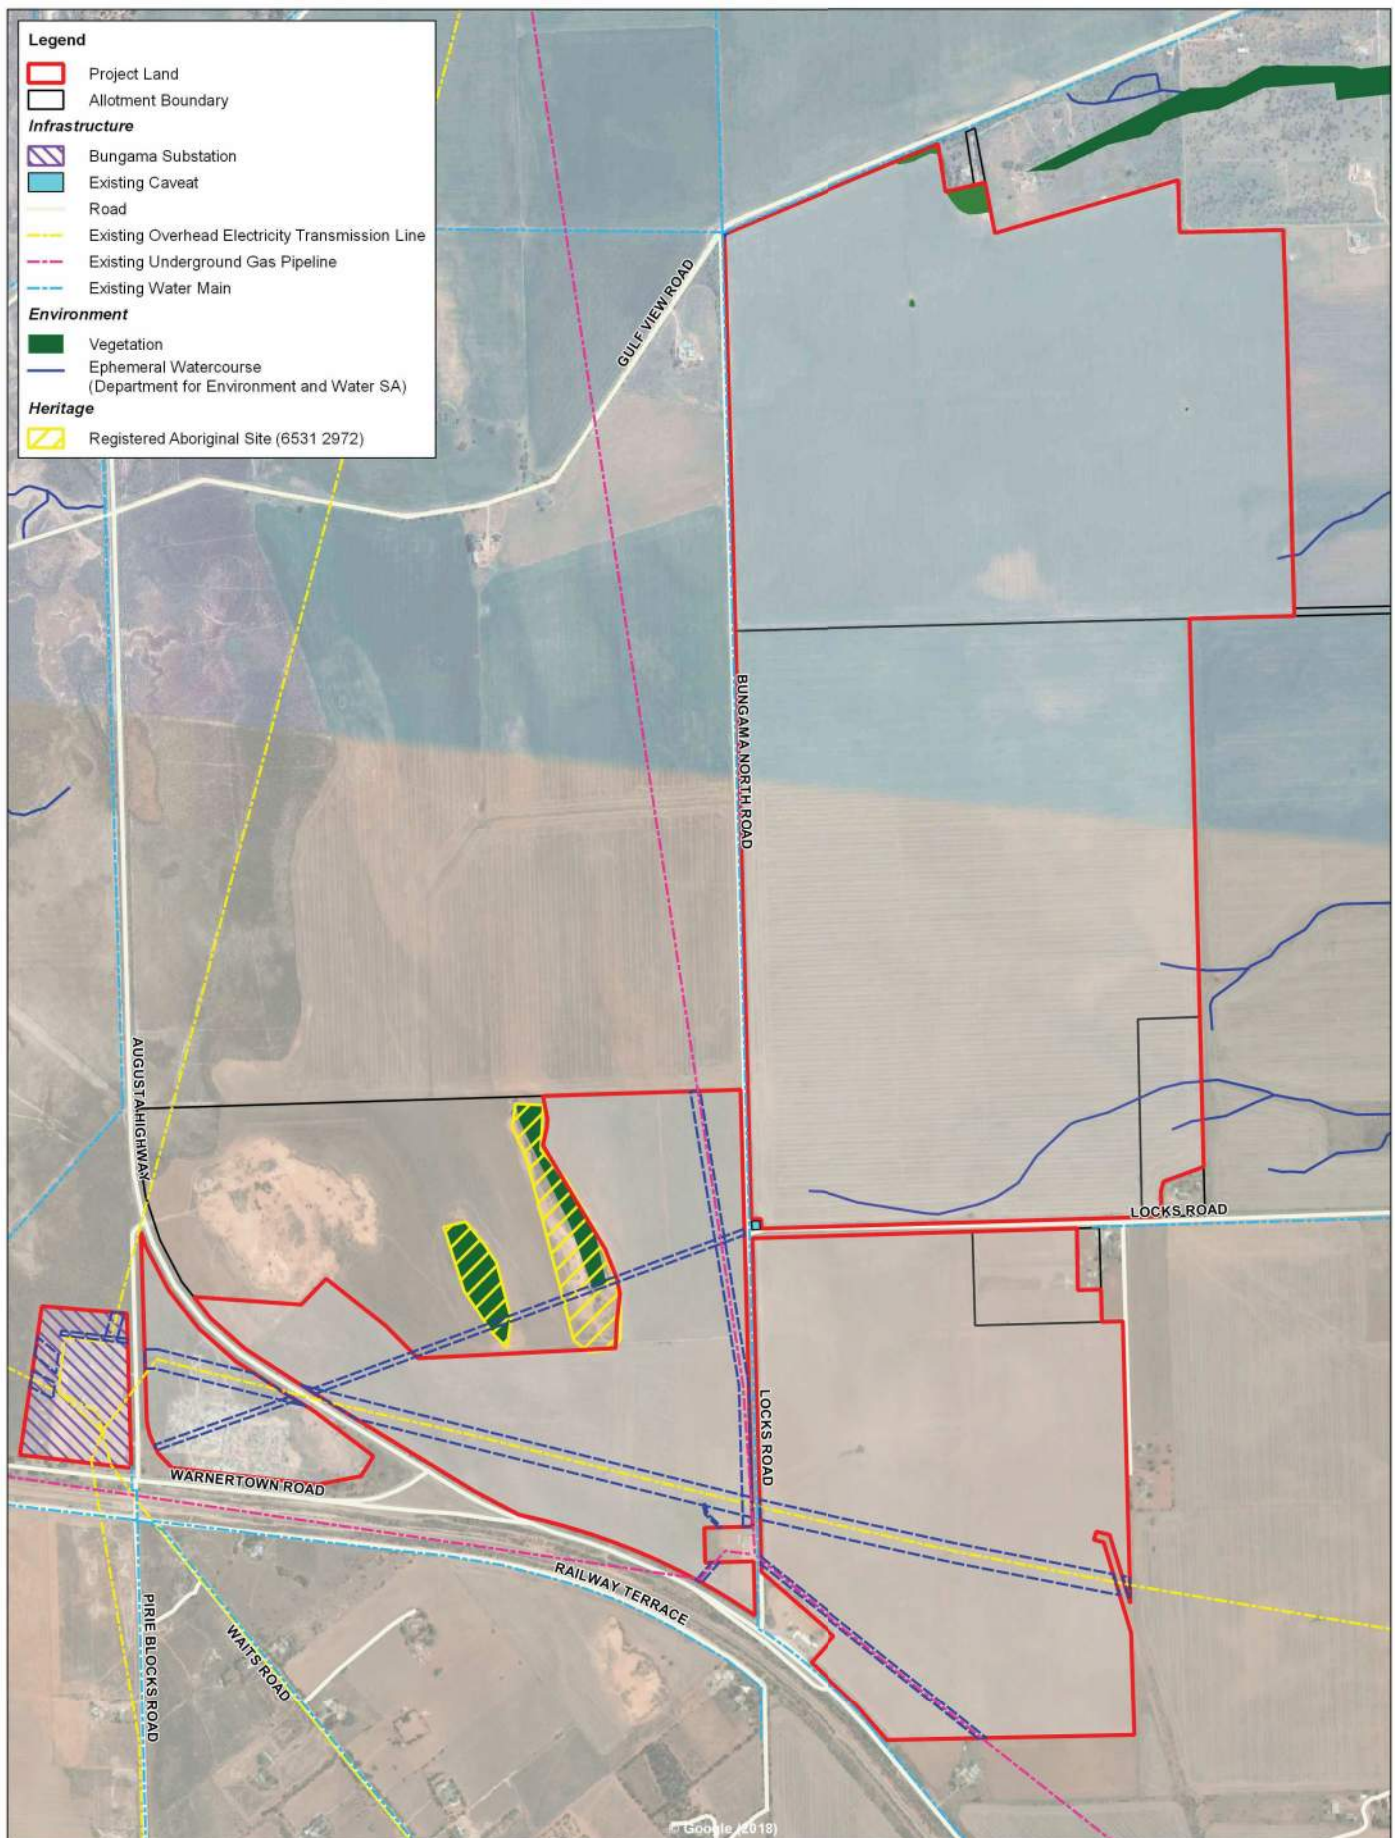 Legend
Project Land
Allotment Boundary
Infrastructure
Bungama Substation
Existing Caveat
Road
Existing Overhead Electricity Transmission Line
Existing Underground Gas Pipeline
Existing Water Main
Environment
Vegetation
Ephemeral Watercourse
(Department for Environment and Water SA)
Heritage
Registered Aboriginal Site (6531 2972)
GULF VIEW ROAD
BUNGAMA NORTH ROAD
AUGUSTA HIGHWAY
LOCKS ROAD
LOCKS ROAD
WARNERTOWN ROAD
RAILWAY TERRACE
PIRIE BLOCKS ROAD
WAITS ROAD
© Google (2018)